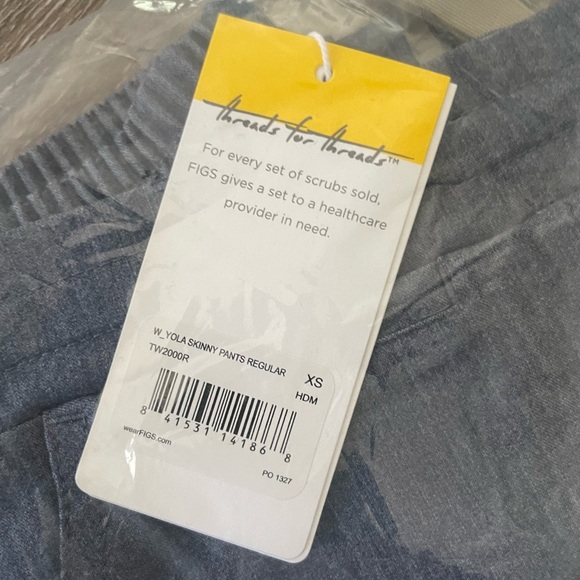 threads for threads™
For every set of scrubs sold,
FIGS gives a set to a healthcare
provider in need.
W_YOLA SKINNY PANTS REGULAR
TW2000R
XS
HDM
8 41531 14186 8
wearFIGS.com
PO 1327